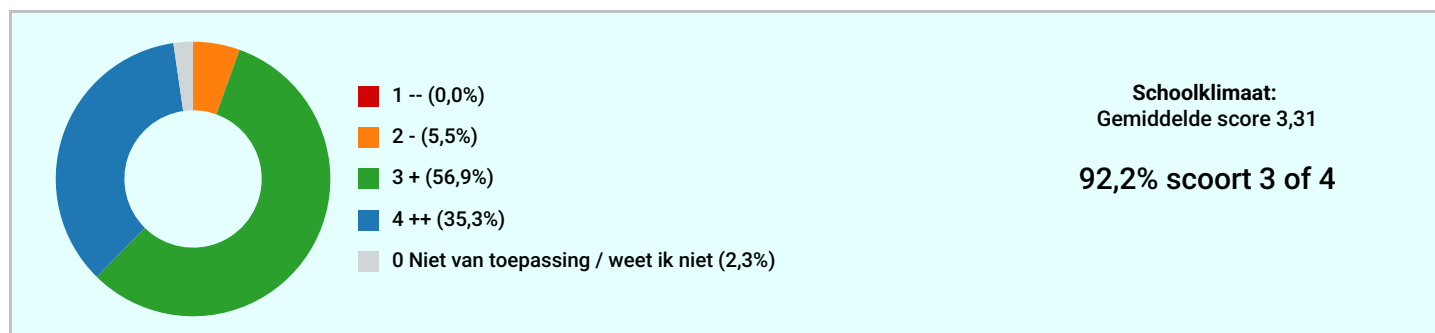 1 -- (0,0%)
2 - (5,5%)
3 + (56,9%)
4 ++ (35,3%)
0 Niet van toepassing / weet ik niet (2,3%)
Schoolklimaat:
Gemiddelde score 3,31
92,2% scoort 3 of 4